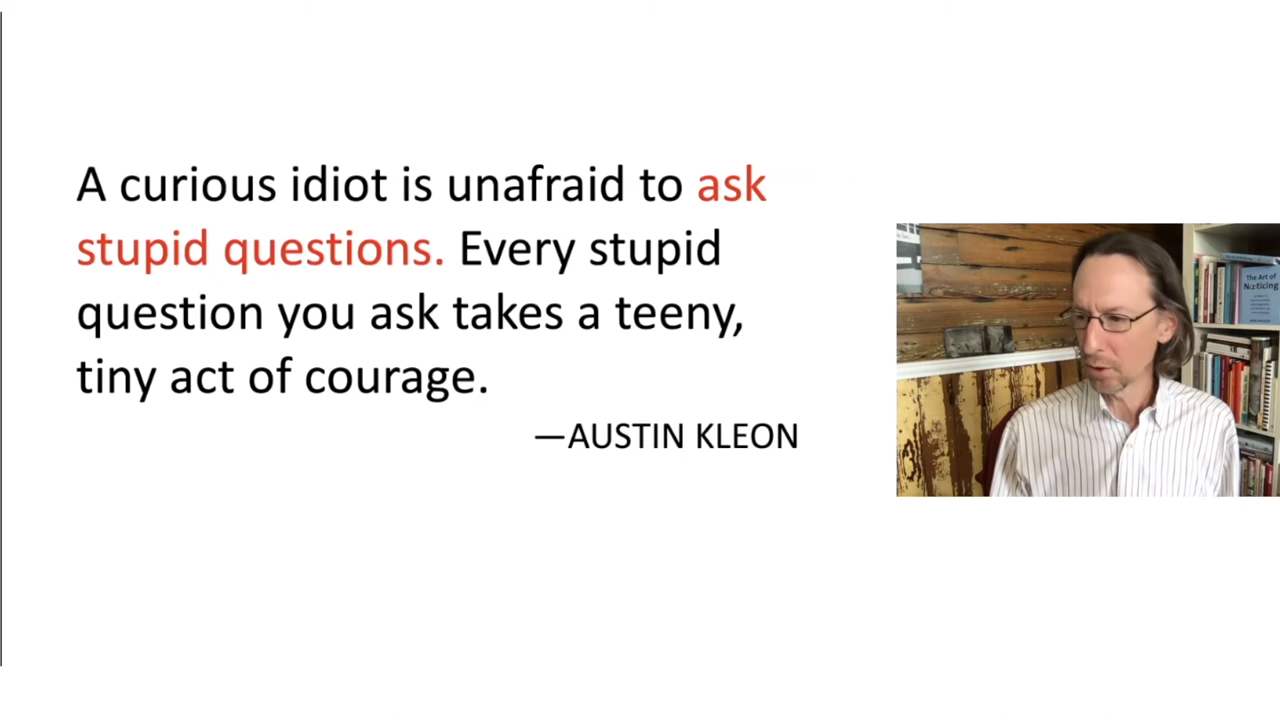 A curious idiot is unafraid to ask
stupid questions. Every stupid
question you ask takes a teeny,
tiny act of courage.
—AUSTIN KLEON
The Art of
Noticing